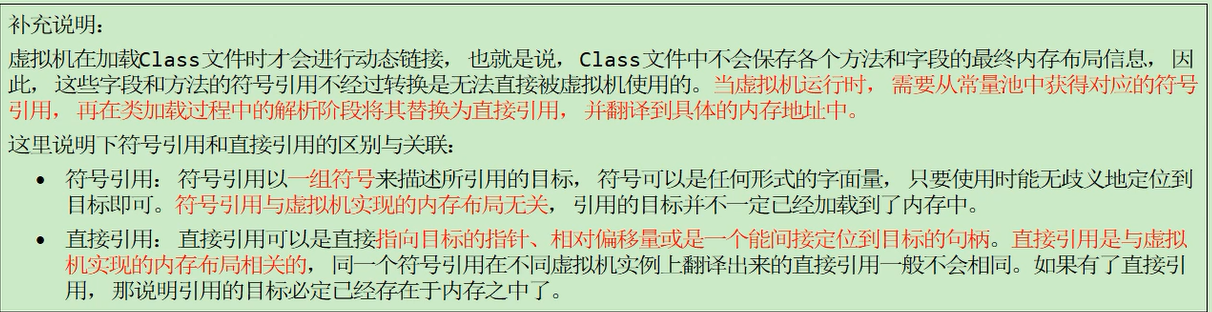 补充说明：
虚拟机在加载Class文件时才会进行动态链接，也就是说，Class文件中不会保存各个方法和字段的最终内存布局信息，因
此，这些字段和方法的符号引用不经过转换是无法直接被虚拟机使用的。当虚拟机运行时，需要从常量池中获得对应的符号
引用，再在类加载过程中的解析阶段将其替换为直接引用，并翻译到具体的内存地址中。
这里说明下符号引用和直接引用的区别与关联：
• 符号引用：符号引用以一组符号来描述所引用的目标，符号可以是任何形式的字面量，只要使用时能无歧义地定位到
目标即可。符号引用与虚拟机实现的内存布局无关，引用的目标并不一定已经加载到了内存中。
• 直接引用：直接引用可以是直接指向目标的指针、相对偏移量或是一个能间接定位到目标的句柄。直接引用是与虚拟
机实现的内存布局相关的，同一个符号引用在不同虚拟机实例上翻译出来的直接引用一般不会相同。如果有了直接引
用，那说明引用的目标必定已经存在于内存之中了。